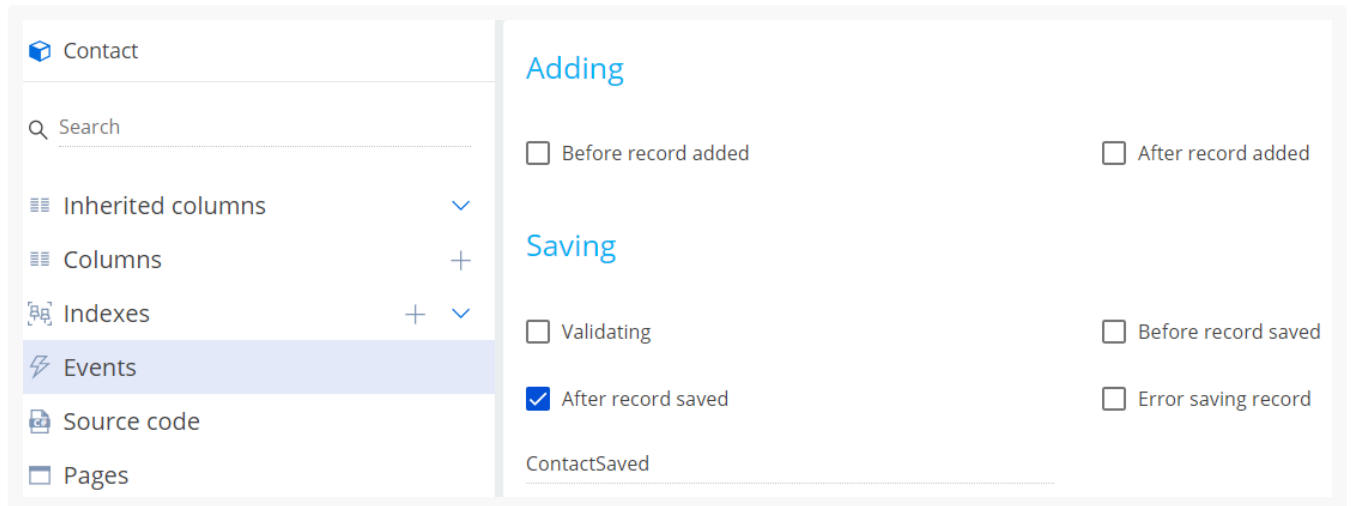 Contact
Search
Inherited columns
Columns
Indexes
Events
Source code
Pages
Adding
Before record added
After record added
Saving
Validating
Before record saved
After record saved
Error saving record
ContactSaved